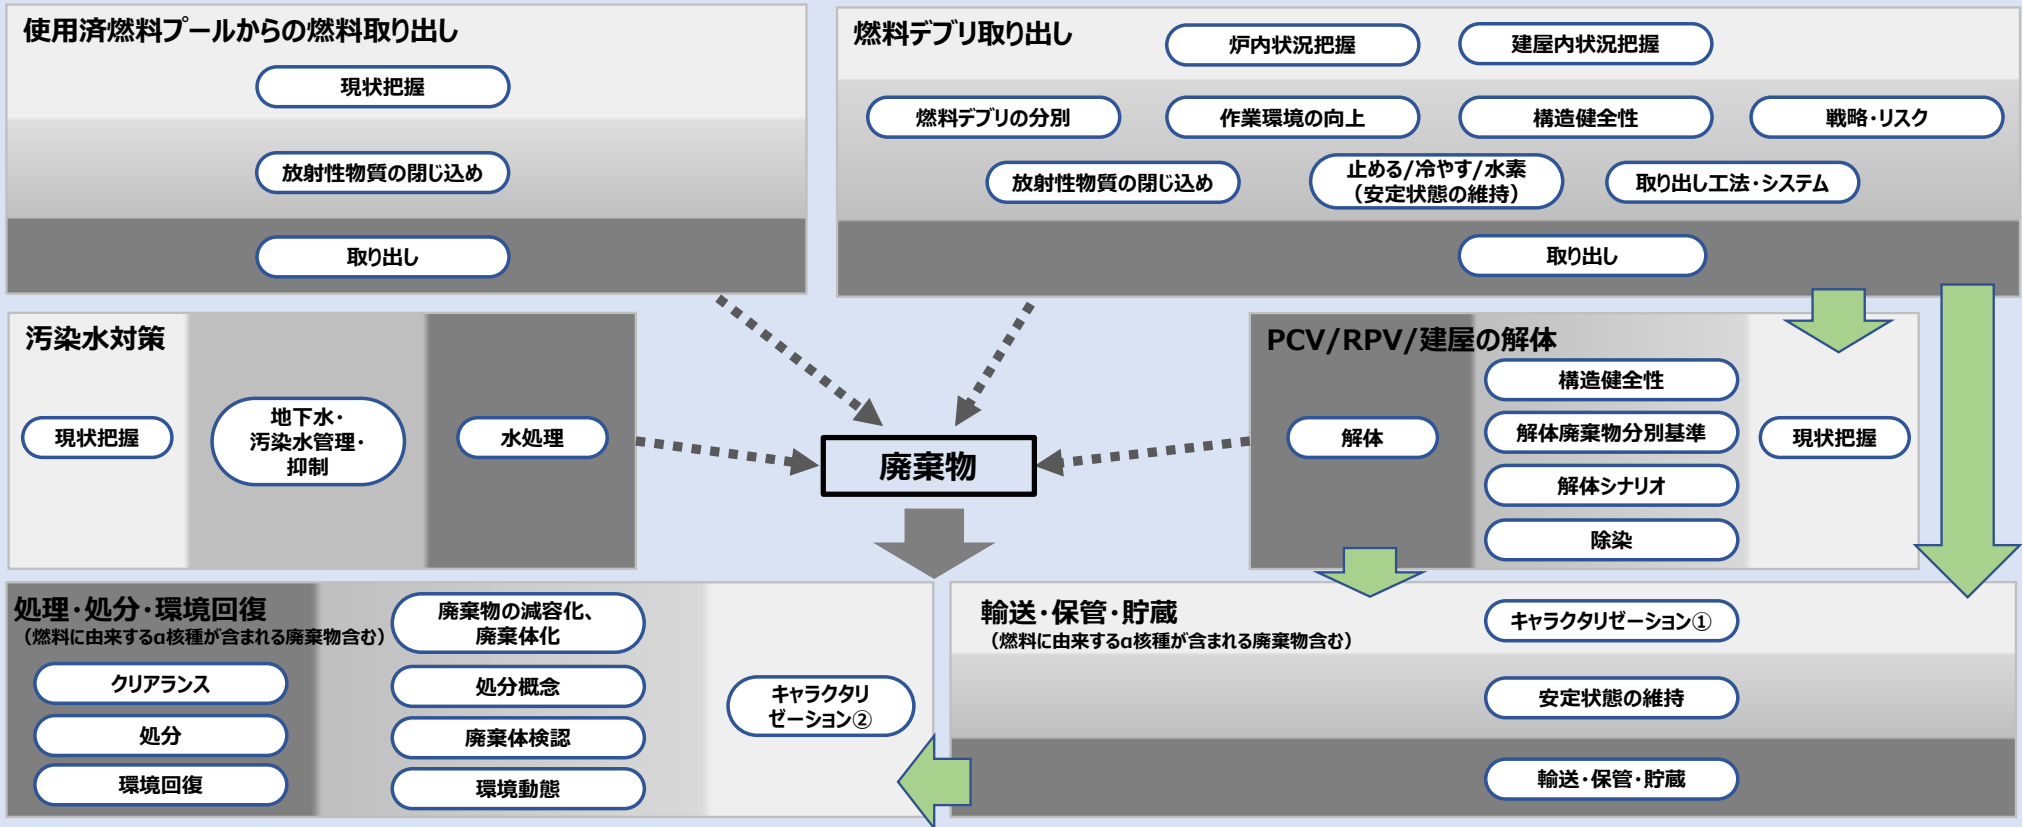 使用済燃料プールからの燃料取り出し
現状把握
放射性物質の閉じ込め
取り出し
燃料デブリ取り出し
炉内状況把握
建屋内状況把握
燃料デブリの分別
作業環境の向上
構造健全性
戦略・リスク
放射性物質の閉じ込め
止める/冷やす/水素
（安定状態の維持）
取り出し工法・システム
取り出し
汚染水対策
現状把握
地下水・
汚染水管理・
抑制
水処理
廃棄物
PCV/RPV/建屋の解体
解体
構造健全性
解体廃棄物分別基準
解体シナリオ
除染
現状把握
処理・処分・環境回復
（燃料に由来するα核種が含まれる廃棄物含む）
クリアランス
処分
環境回復
廃棄物の減容化、
廃棄体化
処分概念
廃棄体検認
環境動態
キャラクタリ
ゼーション②
輸送・保管・貯蔵
（燃料に由来するα核種が含まれる廃棄物含む）
キャラクタリゼーション①
安定状態の維持
輸送・保管・貯蔵